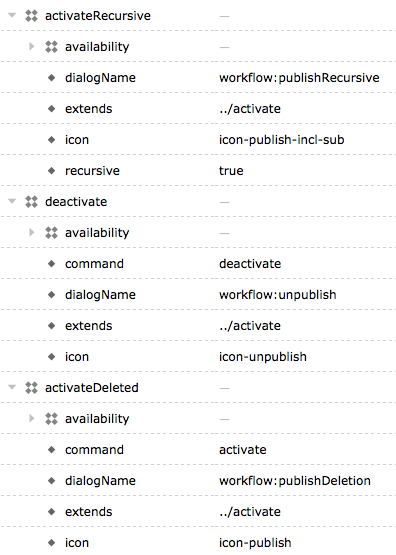 activateRecursive —
availability —
dialogName workflow:publishRecursive
extends ../activate
icon icon-publish-incl-sub
recursive true
deactivate —
availability —
command deactivate
dialogName workflow:unpublish
extends ../activate
icon icon-unpublish
activateDeleted —
availability —
command activate
dialogName workflow:publishDeletion
extends ../activate
icon icon-publish